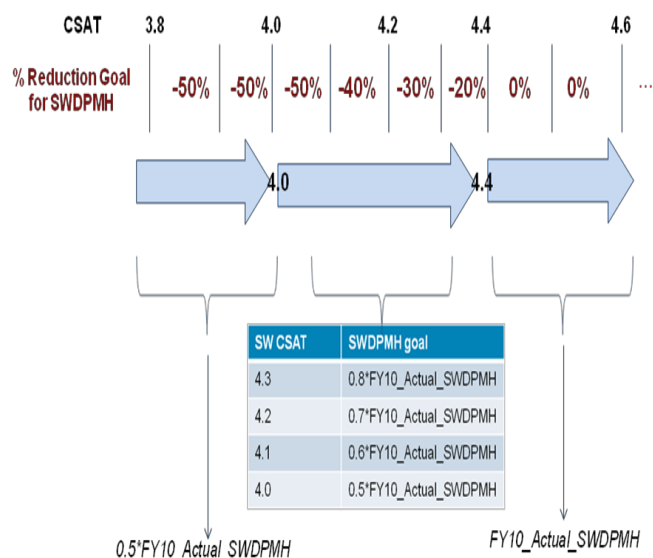 CSAT 3.8 4.0 4.2 4.4 4.6
% Reduction Goal
for SWDPMH
-50% -50% -50% -40% -30% -20% 0% 0% ...
4.0 4.4
SW CSAT SWDPMH goal
4.3 0.8*FY10_Actual_SWDPMH
4.2 0.7*FY10_Actual_SWDPMH
4.1 0.6*FY10_Actual_SWDPMH
4.0 0.5*FY10_Actual_SWDPMH
0.5*FY10_Actual_SWDPMH
FY10_Actual_SWDPMH